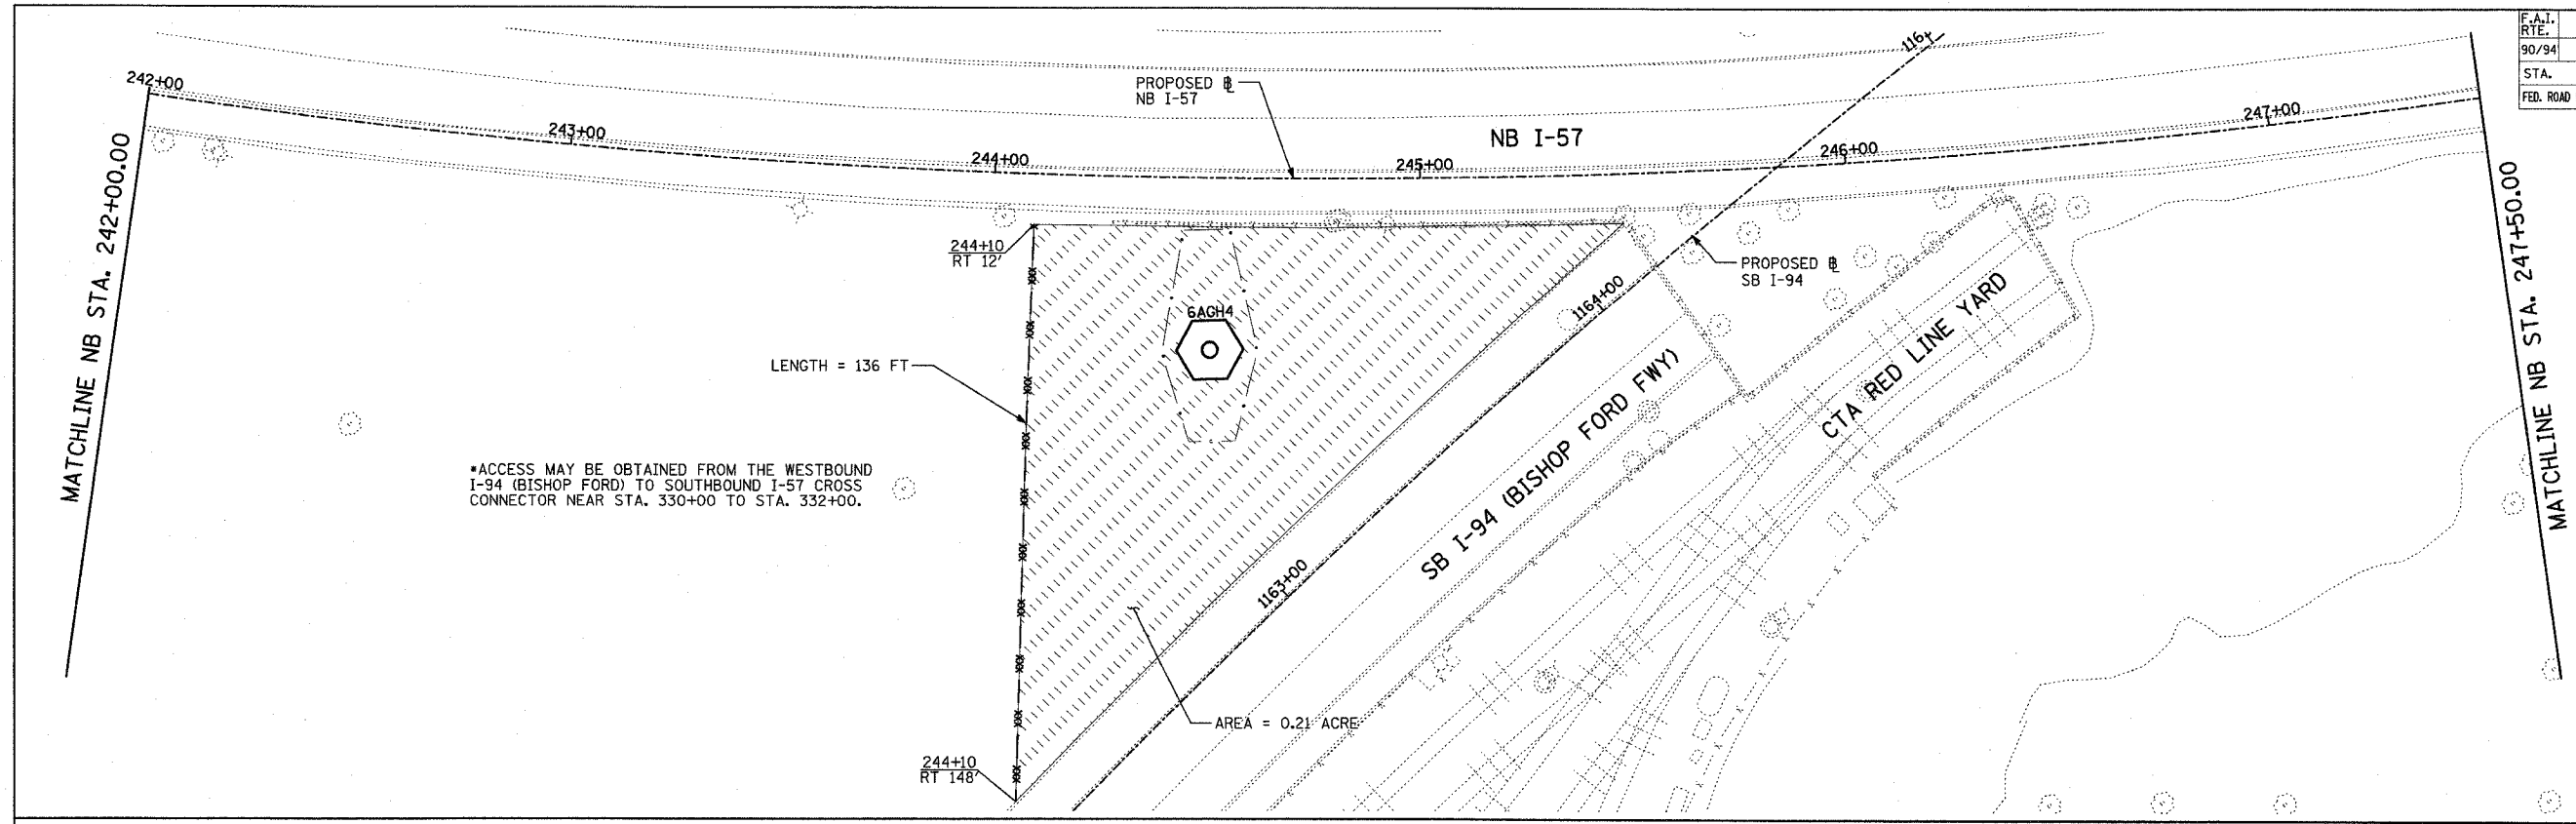 F.A.I.
RTE.
90/94
STA.
FED. ROAD
242+00
243+00
244+00
245+00
246+00
247+00
116
PROPOSED ℄
NB I-57
NB I-57
MATCHLINE NB STA. 242+00.00
MATCHLINE NB STA. 247+50.00
244+10
RT 12'
6AGH4
LENGTH = 136 FT
PROPOSED ℄
SB I-94
1164+00
1163+00
SB I-94 (BISHOP FORD FWY)
CTA RED LINE YARD
*ACCESS MAY BE OBTAINED FROM THE WESTBOUND
I-94 (BISHOP FORD) TO SOUTHBOUND I-57 CROSS
CONNECTOR NEAR STA. 330+00 TO STA. 332+00.
AREA = 0.21 ACRE
244+10
RT 148'